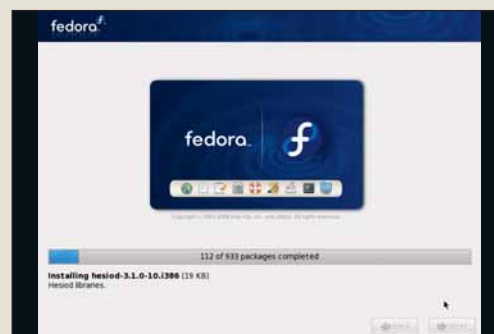 fedora
fedora
112 of 933 packages completed
Installing hesiod-3.1.0-10.i386 (19 KB)
Hesiod libraries.